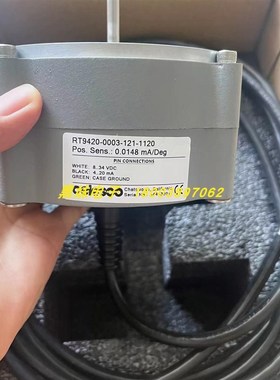 RT9420-0003-121-1120
Pos. Sens.: 0.0148 mA/Deg
PIN CONNECTIONS
WHITE: 8..34 VDC
BLACK: 4..20 mA
GREEN: CASE GROUND